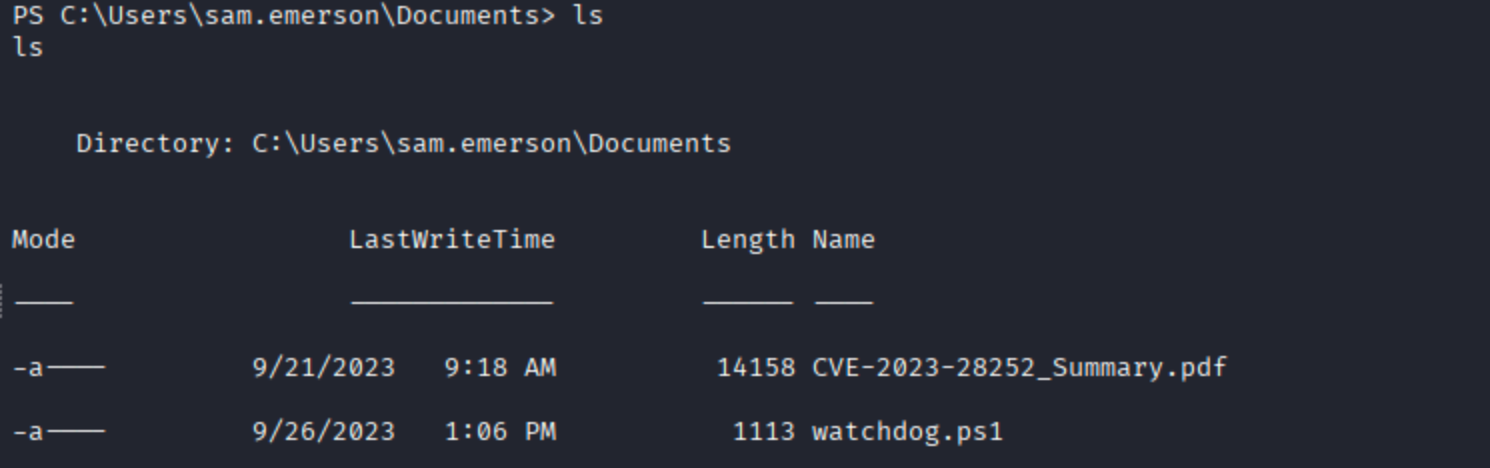 PS C:\Users\sam.emerson\Documents> ls
ls
Directory: C:\Users\sam.emerson\Documents
Mode LastWriteTime Length Name
---- ------------- ------ ----
-a---- 9/21/2023 9:18 AM 14158 CVE-2023-28252_Summary.pdf
-a---- 9/26/2023 1:06 PM 1113 watchdog.ps1